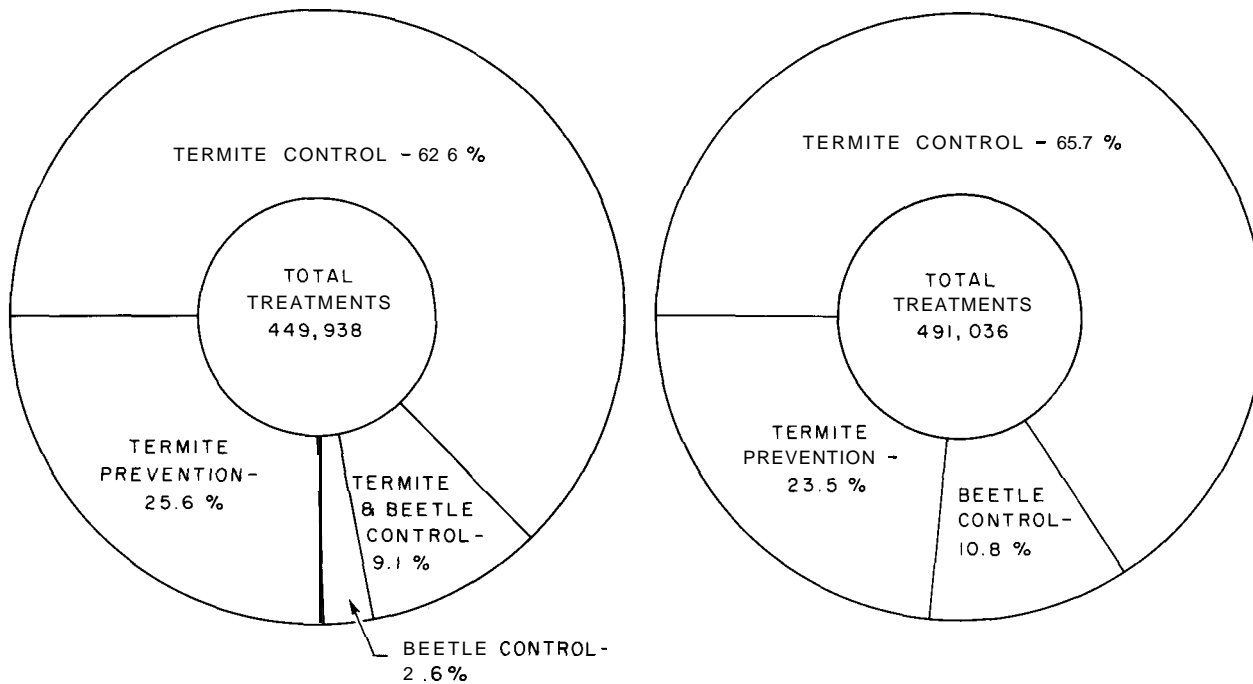 TERMITE CONTROL - 62 6 %
TOTAL
TREATMENTS
449,938
TERMITE
PREVENTION-
25.6 %
TERMITE
& BEETLE
CONTROL-
9.1 %
BEETLE CONTROL-
2 .6%
TERMITE CONTROL - 65.7 %
TOTAL
TREATMENTS
491, 036
TERMITE
PREVENTION -
23.5 %
BEETLE
CONTROL-
10.8 %